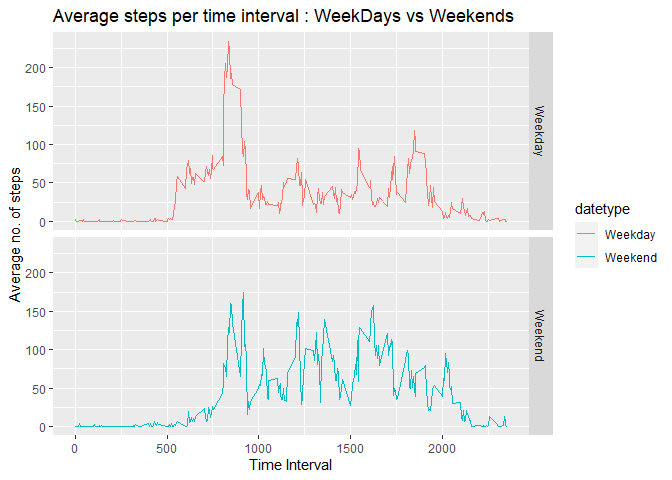 Average steps per time interval : WeekDays vs Weekends
Average no. of steps
200
150
100
50
0
Weekday
200
150
100
50
0
Weekend
0
500
1000
1500
2000
Time Interval
datetype
Weekday
Weekend